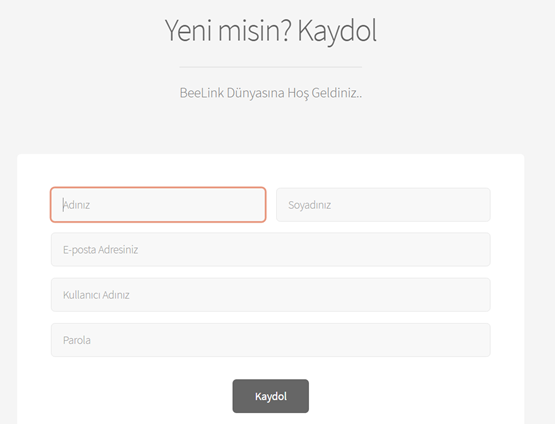 Yeni misin? Kaydol
BeeLink Dünyasına Hoş Geldiniz..
Adınız
Soyadınız
E-posta Adresiniz
Kullanıcı Adınız
Parola
Kaydol